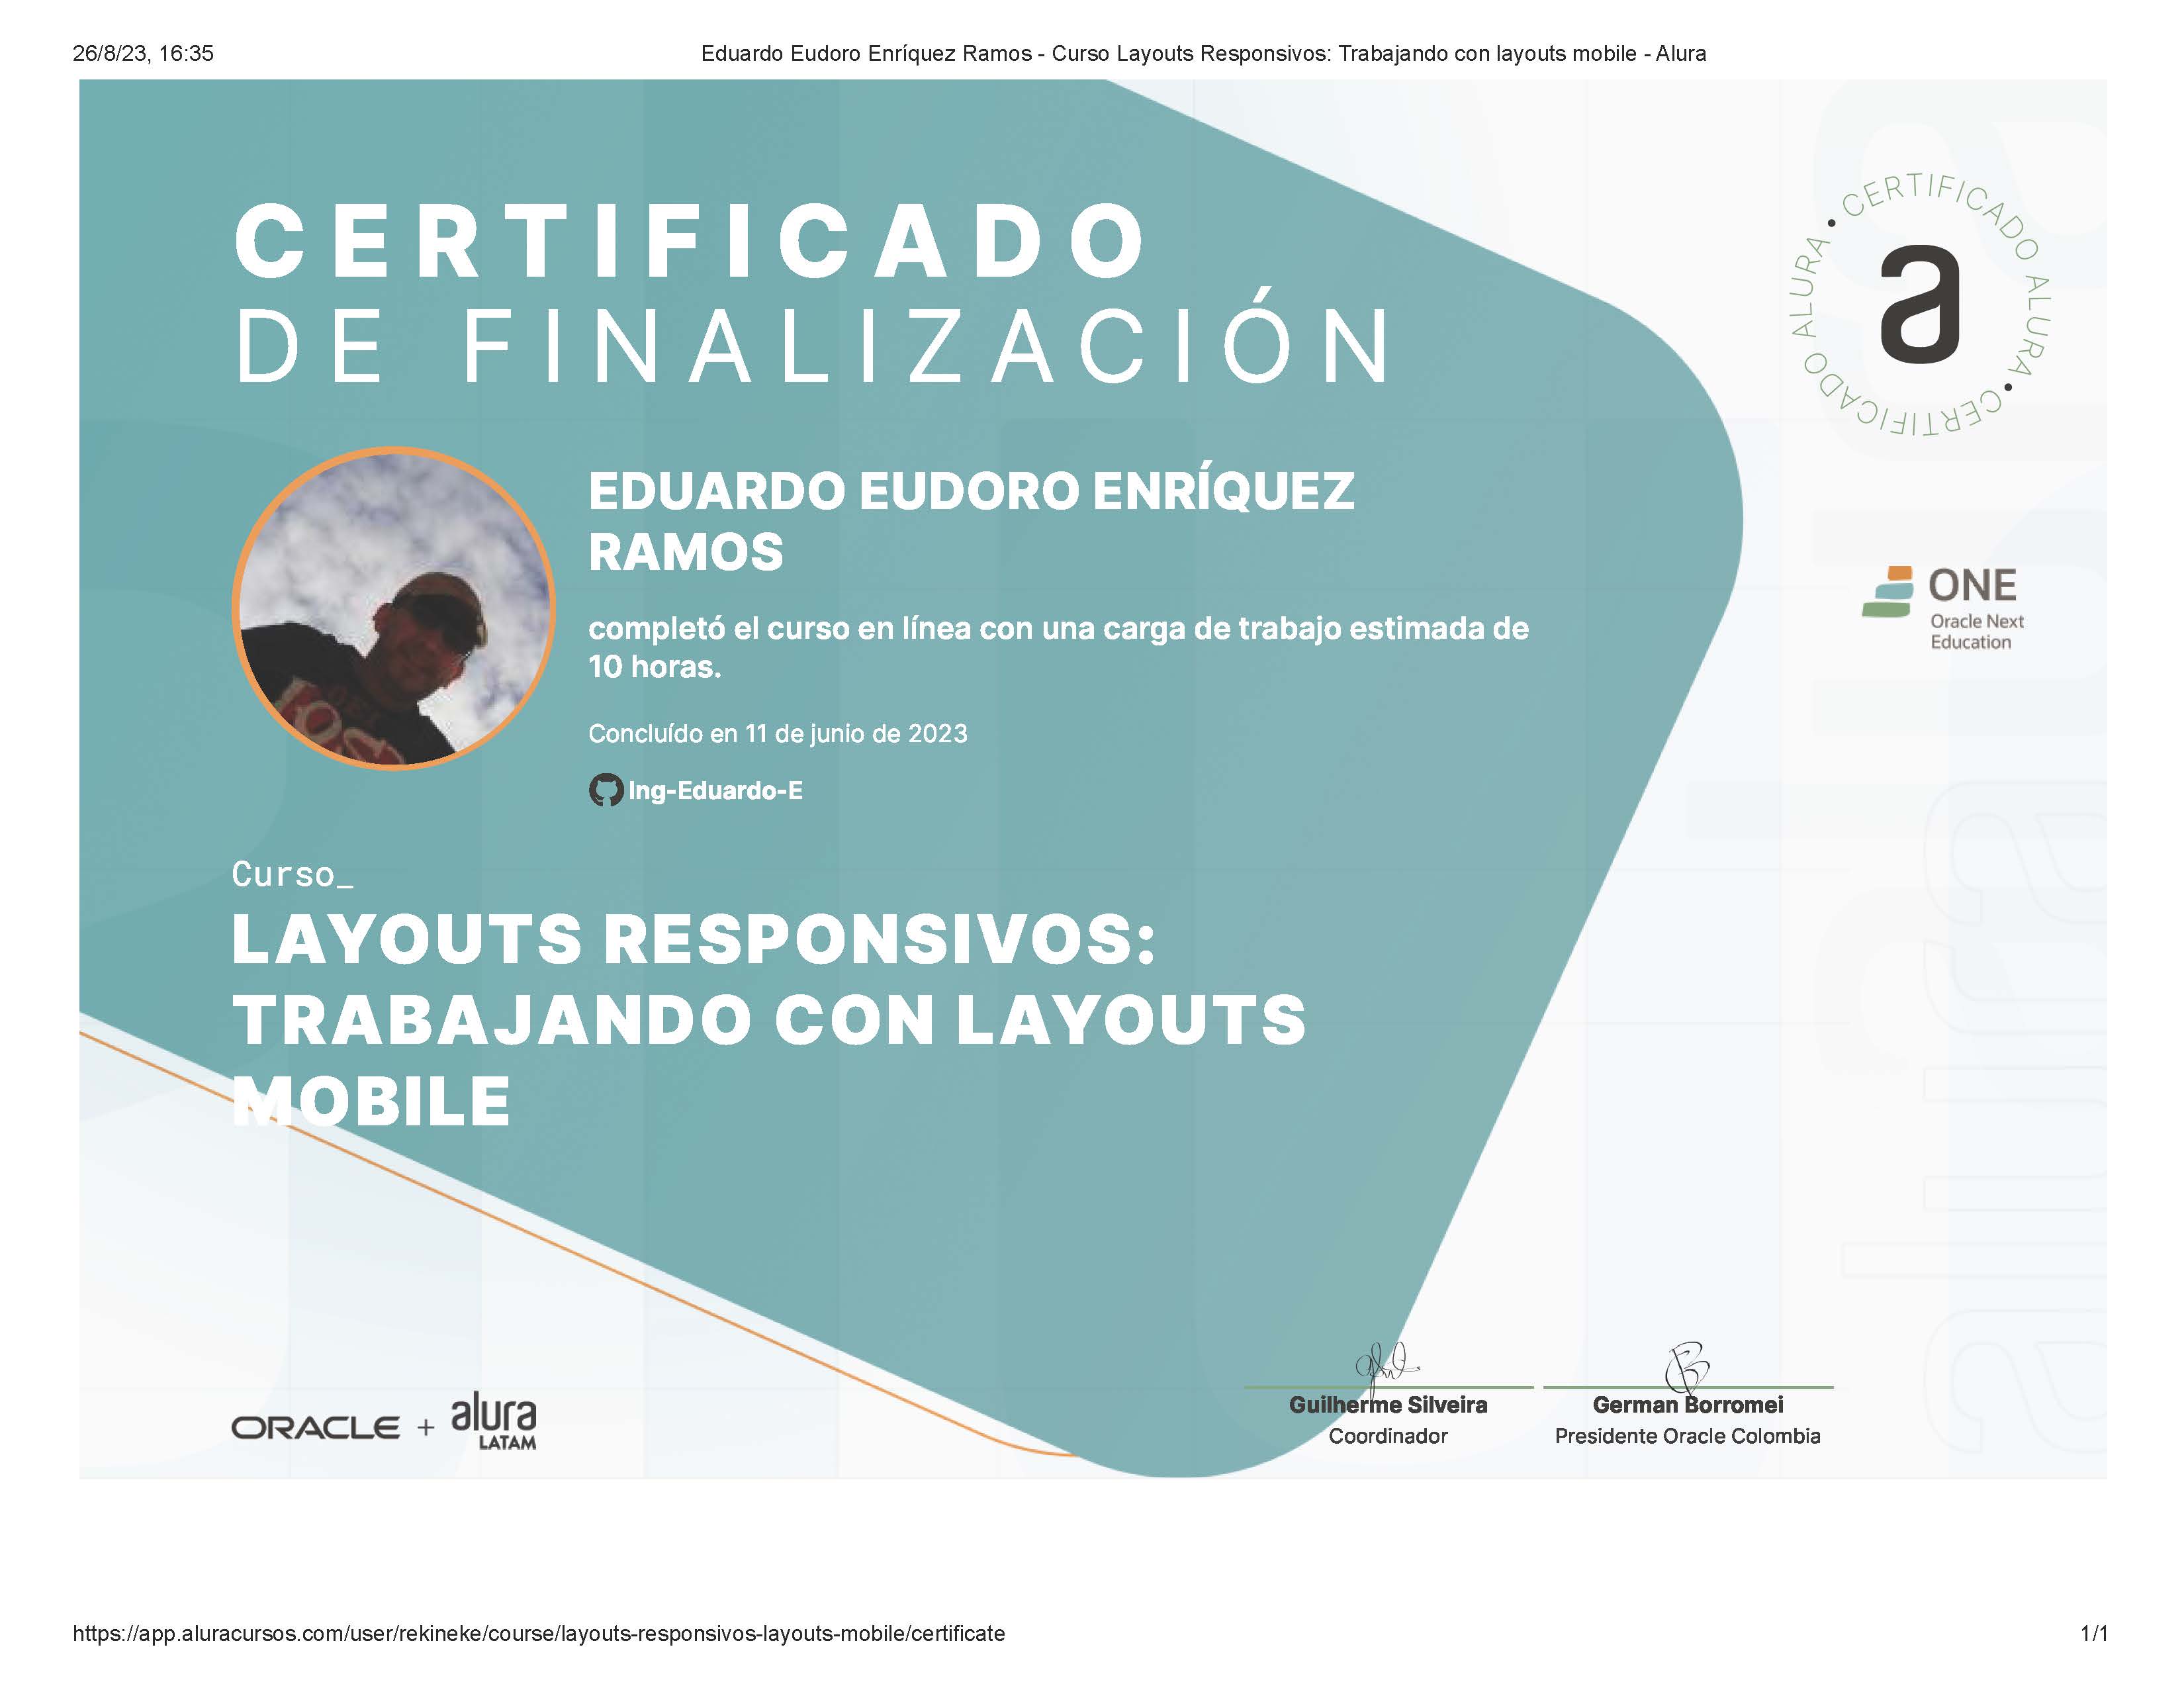 26/8/23, 16:35
Eduardo Eudoro Enríquez Ramos - Curso Layouts Responsivos: Trabajando con layouts mobile - Alura
CERTIFICADO
DE FINALIZACIÓN
CERTIFICADO ALURA • CERTIFICADO ALURA •
a
EDUARDO EUDORO ENRÍQUEZ
RAMOS
completó el curso en línea con una carga de trabajo estimada de
10 horas.
Concluído en 11 de junio de 2023
Ing-Eduardo-E
ONE
Oracle Next
Education
Curso_
LAYOUTS RESPONSIVOS:
TRABAJANDO CON LAYOUTS
MOBILE
ORACLE + alura
LATAM
Guilherme Silveira
Coordinador
German Borromei
Presidente Oracle Colombia
alura
https://app.aluracursos.com/user/rekineke/course/layouts-responsivos-layouts-mobile/certificate
1/1